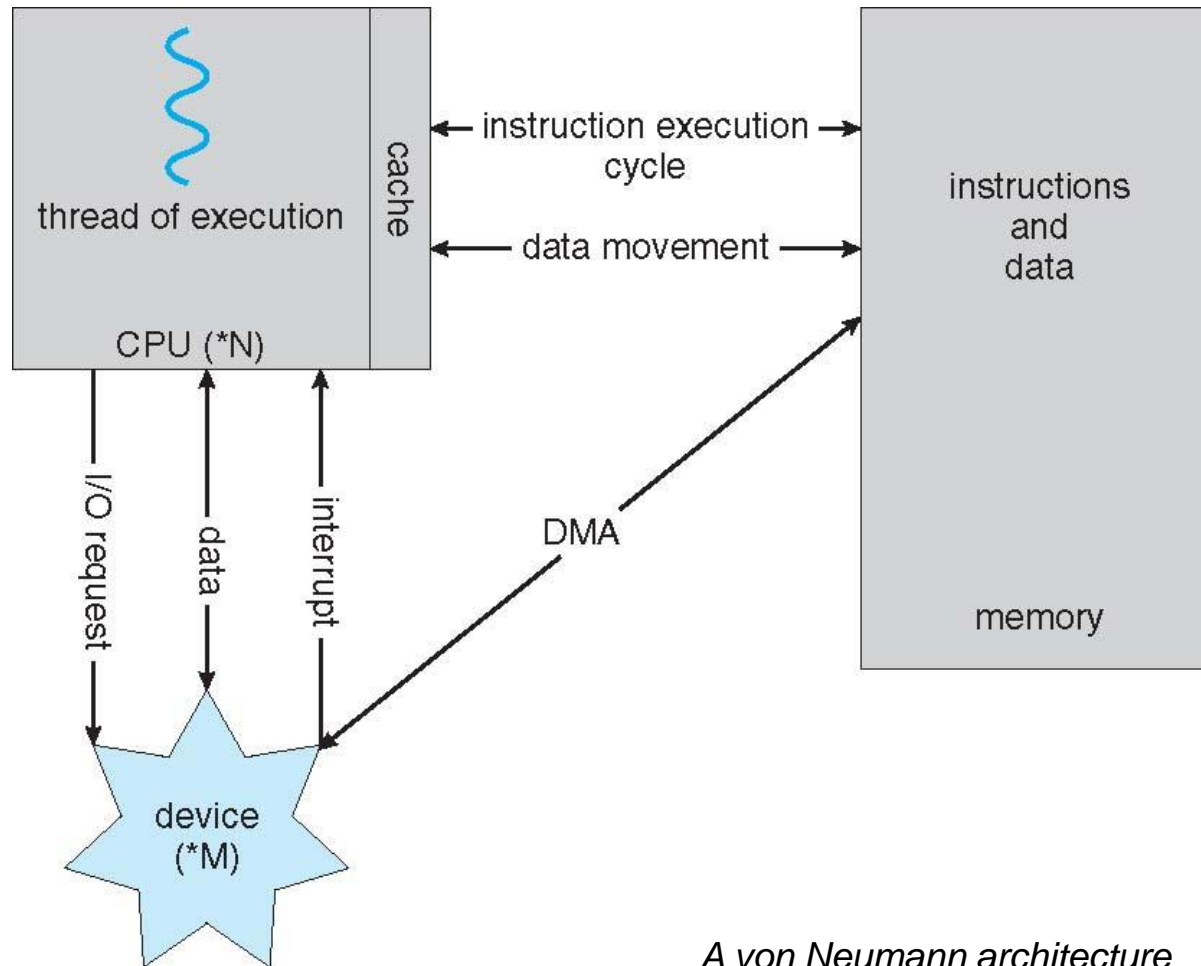 thread of execution
cache
CPU (*N)
instruction execution
cycle
data movement
instructions
and
data
memory
I/O request
data
interrupt
DMA
device
(*M)
A von Neumann architecture